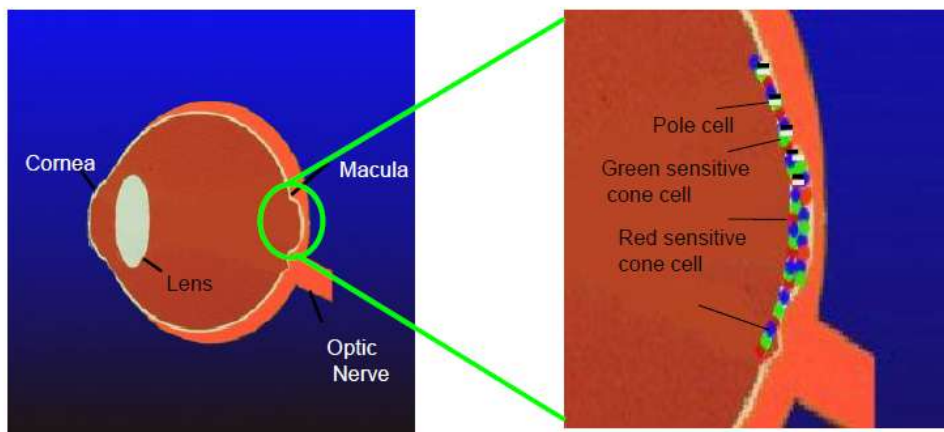 Cornea
Macula
Lens
Optic
Nerve
Pole cell
Green sensitive
cone cell
Red sensitive
cone cell